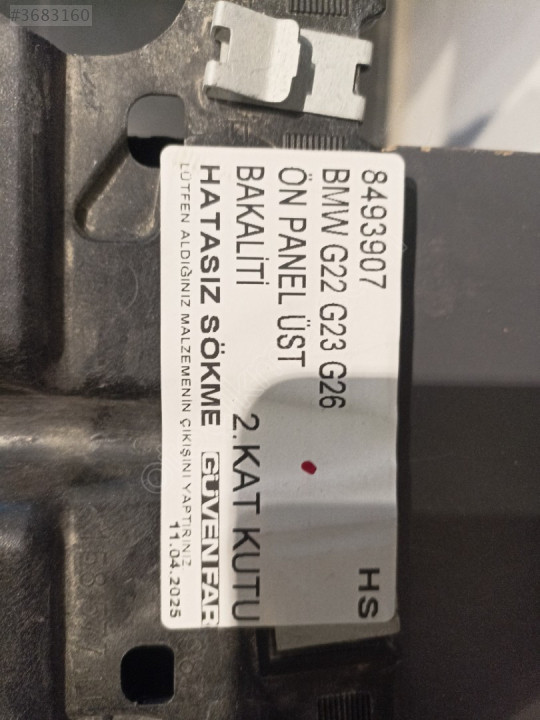 #3683160
8493907
BMW G22 G23 G26
ÖN PANEL ÜST
BAKALİTİ
2.KAT KUTU
HS
HATASIZ SÖKME GÜVENFAR
LÜTFEN ALDIĞINIZ MALZEMENİN ÇIKIŞINI YAPTIRINIZ
11.04.2025